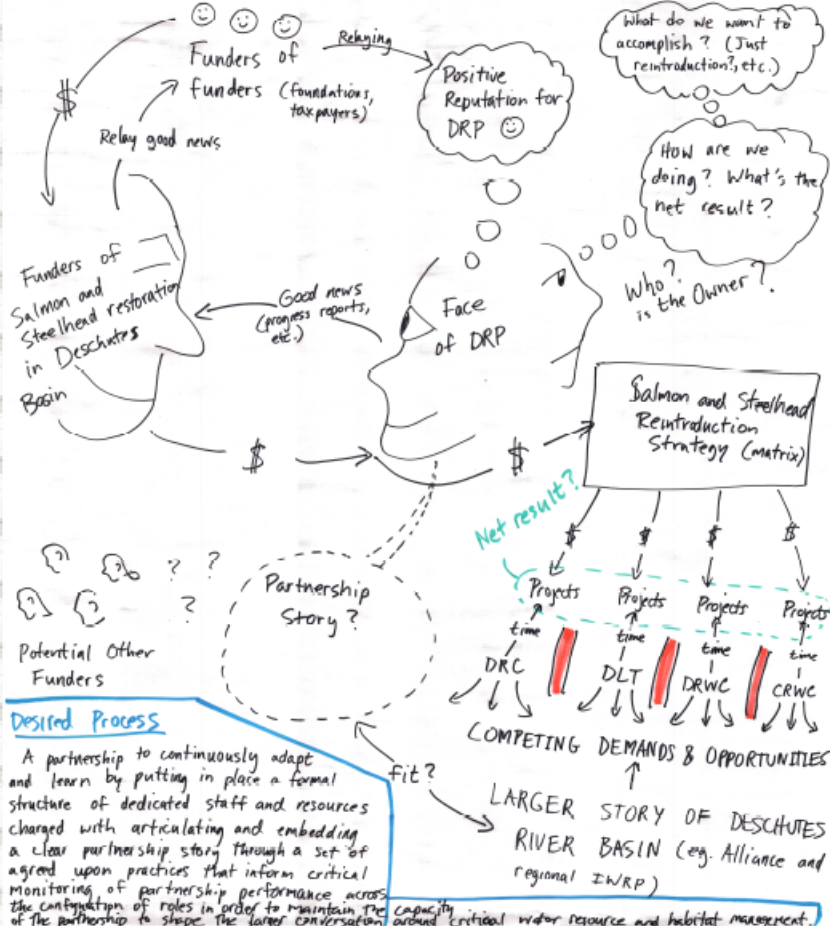 What do we want to
accomplish? (Just
reintroduction?, etc.)
Funders of
funders (foundations,
taxpayers)
Relaying
Positive
Reputation for
DRP
$
Relay good news
How are we
doing? What's the
net result?
Funders of
Salmon and
Steelhead restoration
in Deschutes
Basin
Good news
(progress reports,
etc.)
Face
of DRP
Who?
is the Owner?
Salmon and Steelhead
Reintroduction
Strategy (matrix)
$
$
Net result?
$
$
$
$
Projects
Projects
Projects
Projects
time
time
time
time
DRC
DLT
DRWC
CRWC
COMPETING DEMANDS & OPPORTUNITIES
? ?
?
Potential Other
Funders
Partnership
Story?
fit?
LARGER STORY OF DESCHUTES
RIVER BASIN (eg. Alliance and
regional IWRP)
Desired Process
A partnership to continuously adapt
and learn by putting in place a formal
structure of dedicated staff and resources
charged with articulating and embedding
a clear partnership story through a set of
agreed upon practices that inform critical
monitoring of partnership performance across
the configuration of roles in order to maintain the capacity
of the partnership to shape the larger conversation around critical water resource and habitat management.